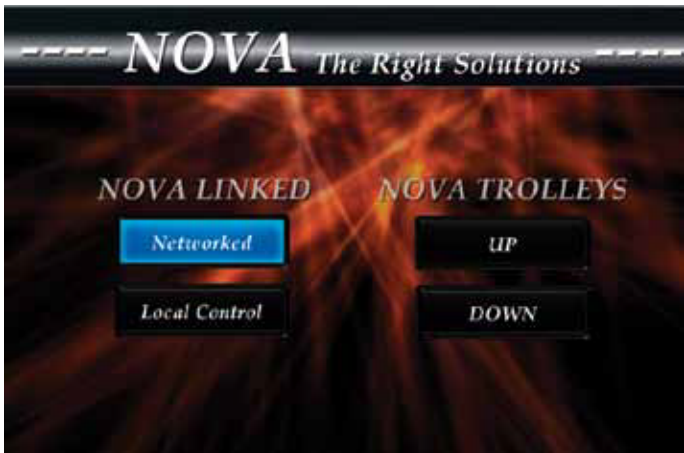 NOVA The Right Solutions
NOVA LINKED
Networked
Local Control
NOVA TROLLEYS
UP
DOWN